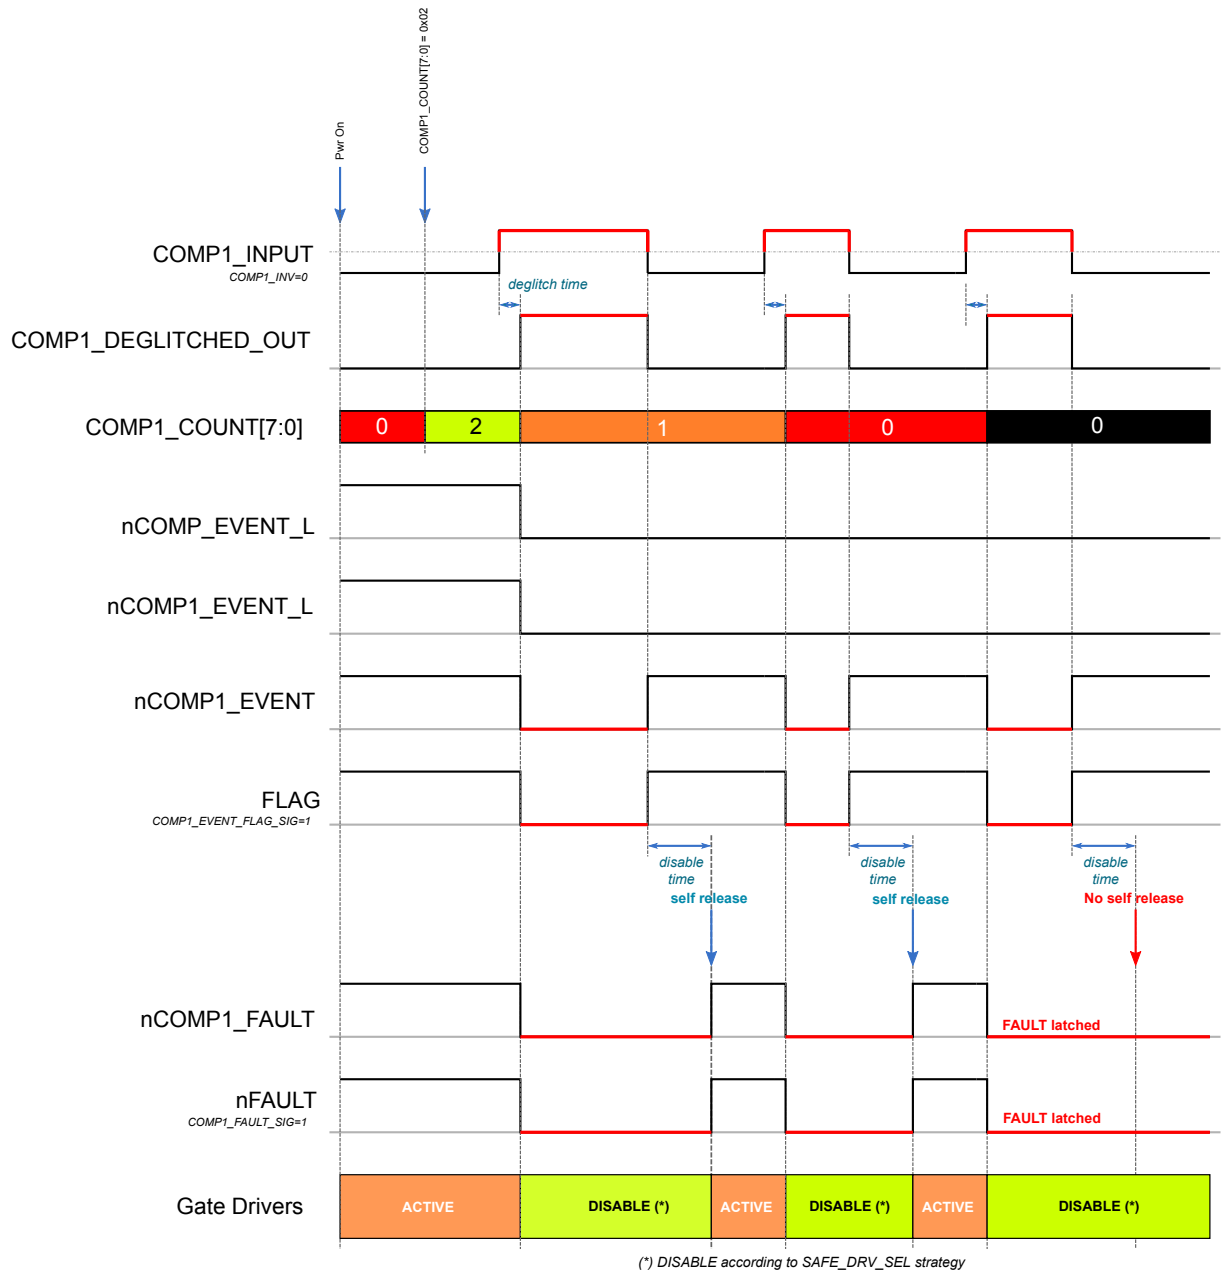 Pwr On
COMP1_COUNT[7:0] = 0x02
COMP1_INPUT
COMP1_INV=0
deglitch time
COMP1_DEGLITCHED_OUT
COMP1_COUNT[7:0]
0 2 1 0 0
nCOMP_EVENT_L
nCOMP1_EVENT_L
nCOMP1_EVENT
FLAG
COMP1_EVENT_FLAG_SIG=1
disable
time
self release
disable
time
self release
disable
time
No self release
nCOMP1_FAULT
FAULT latched
nFAULT
COMP1_FAULT_SIG=1
FAULT latched
Gate Drivers
ACTIVE DISABLE (*) ACTIVE DISABLE (*) ACTIVE DISABLE (*)
(*) DISABLE according to SAFE_DRV_SEL strategy